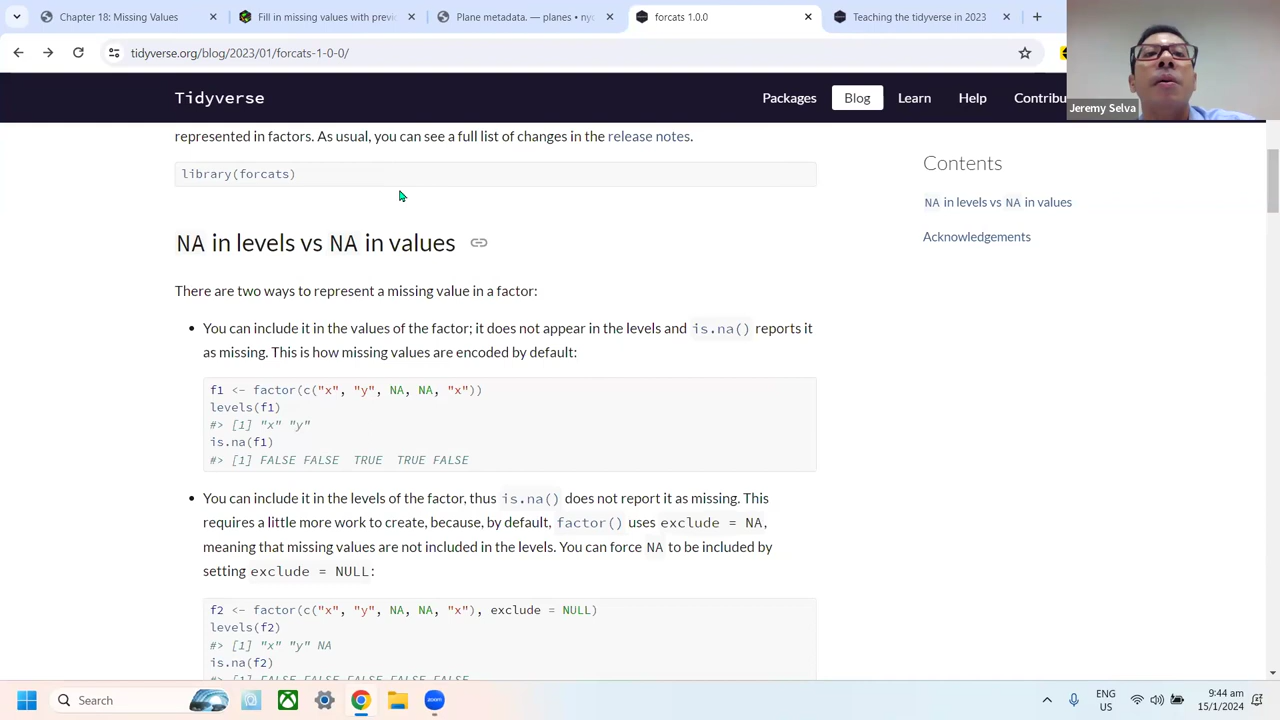 Chapter 18: Missing Values
Fill in missing values with previ
Plane metadata. — planes • nyc
forcats 1.0.0
Teaching the tidyverse in 2023
tidyverse.org/blog/2023/01/forcats-1-0-0/
Tidyverse
Packages
Blog
Learn
Help
Contribu
Jeremy Selva
represented in factors. As usual, you can see a full list of changes in the release notes.
library(forcats)
NA in levels vs NA in values
There are two ways to represent a missing value in a factor:
• You can include it in the values of the factor; it does not appear in the levels and is.na() reports it
as missing. This is how missing values are encoded by default:
f1 <- factor(c("x", "y", NA, NA, "x"))
levels(f1)
#> [1] "x" "y"
is.na(f1)
#> [1] FALSE FALSE  TRUE  TRUE FALSE
• You can include it in the levels of the factor, thus is.na() does not report it as missing. This
requires a little more work to create, because, by default, factor() uses exclude = NA,
meaning that missing values are not included in the levels. You can force NA to be included by
setting exclude = NULL:
f2 <- factor(c("x", "y", NA, NA, "x"), exclude = NULL)
levels(f2)
#> [1] "x" "y" NA
is.na(f2)
#> [1] FALSE FALSE FALSE FALSE FALSE
Contents
NA in levels vs NA in values
Acknowledgements
Search
zoom
ENG
US
9:44 am
15/1/2024